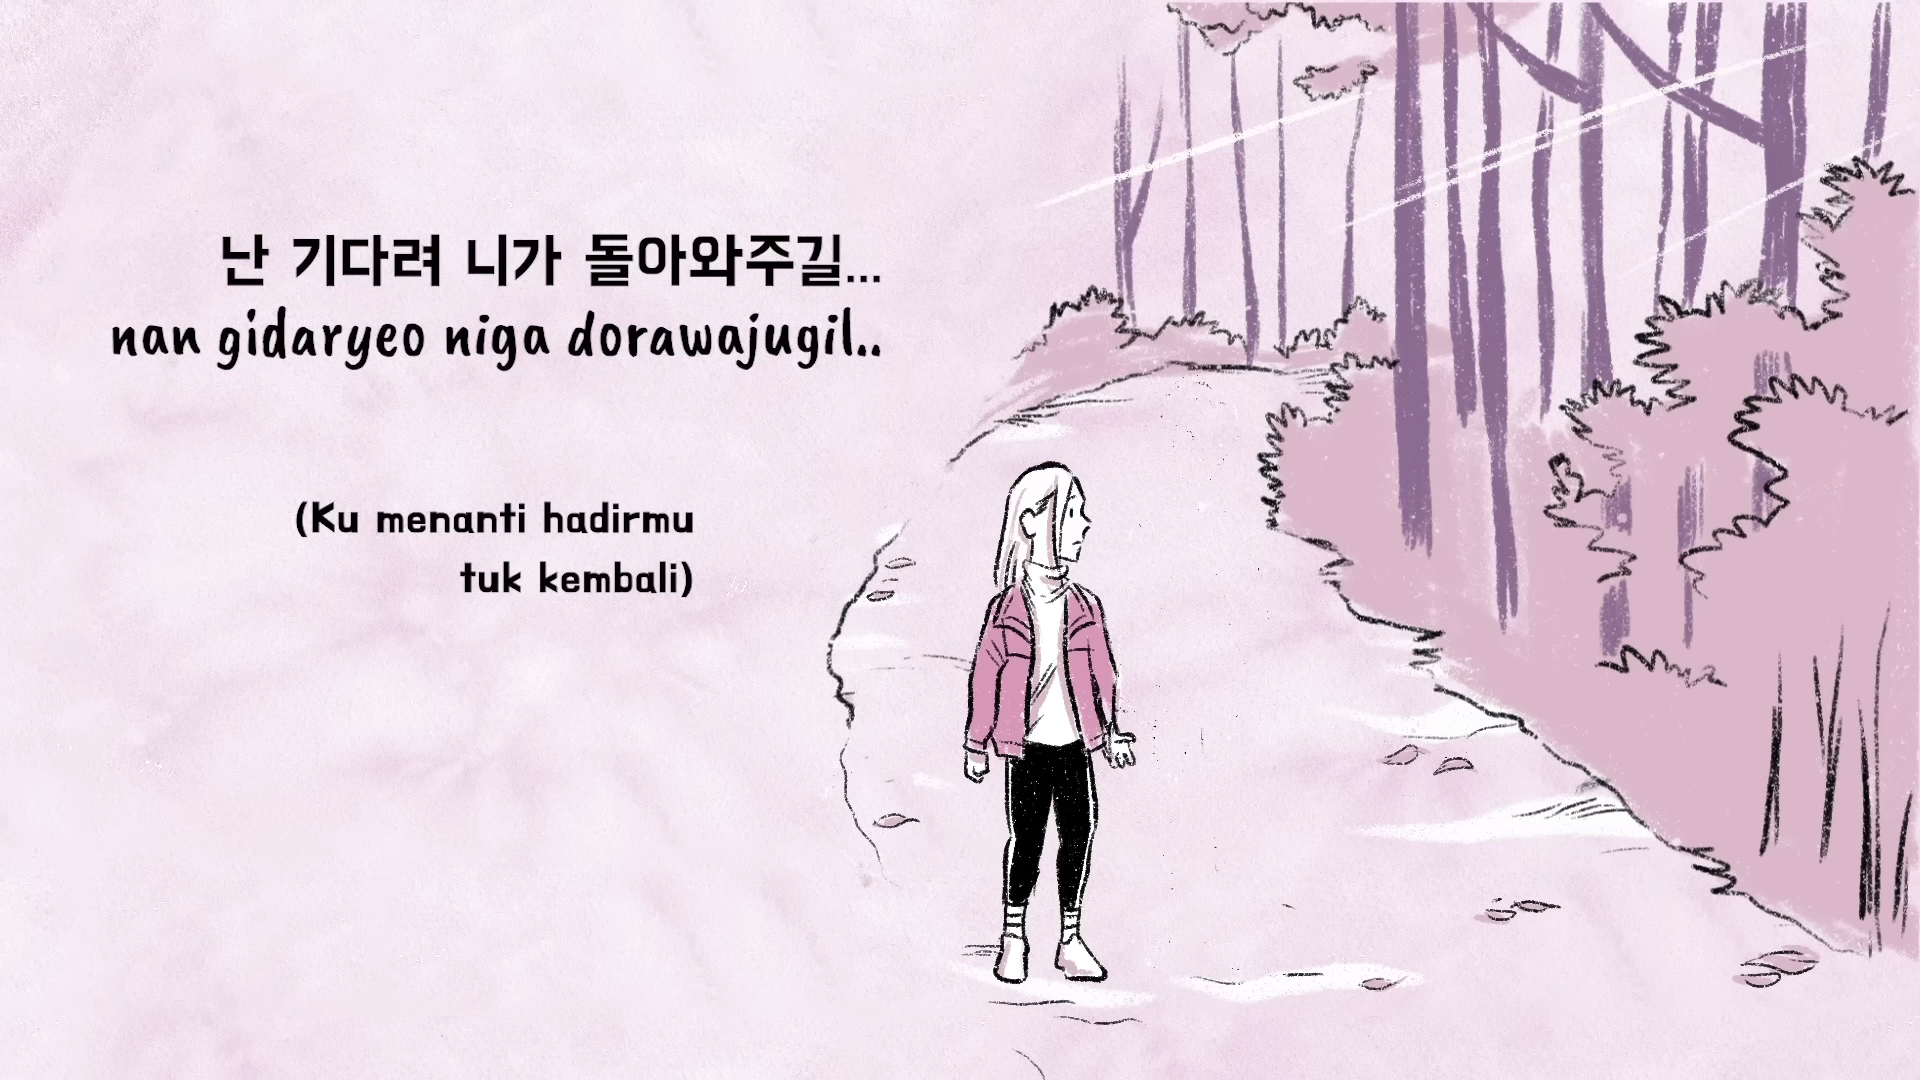 난 기다려 니가 돌아와주길...
nan gidaryeo niga dorawajugil..
(Ku menanti hadirmu
tuk kembali)